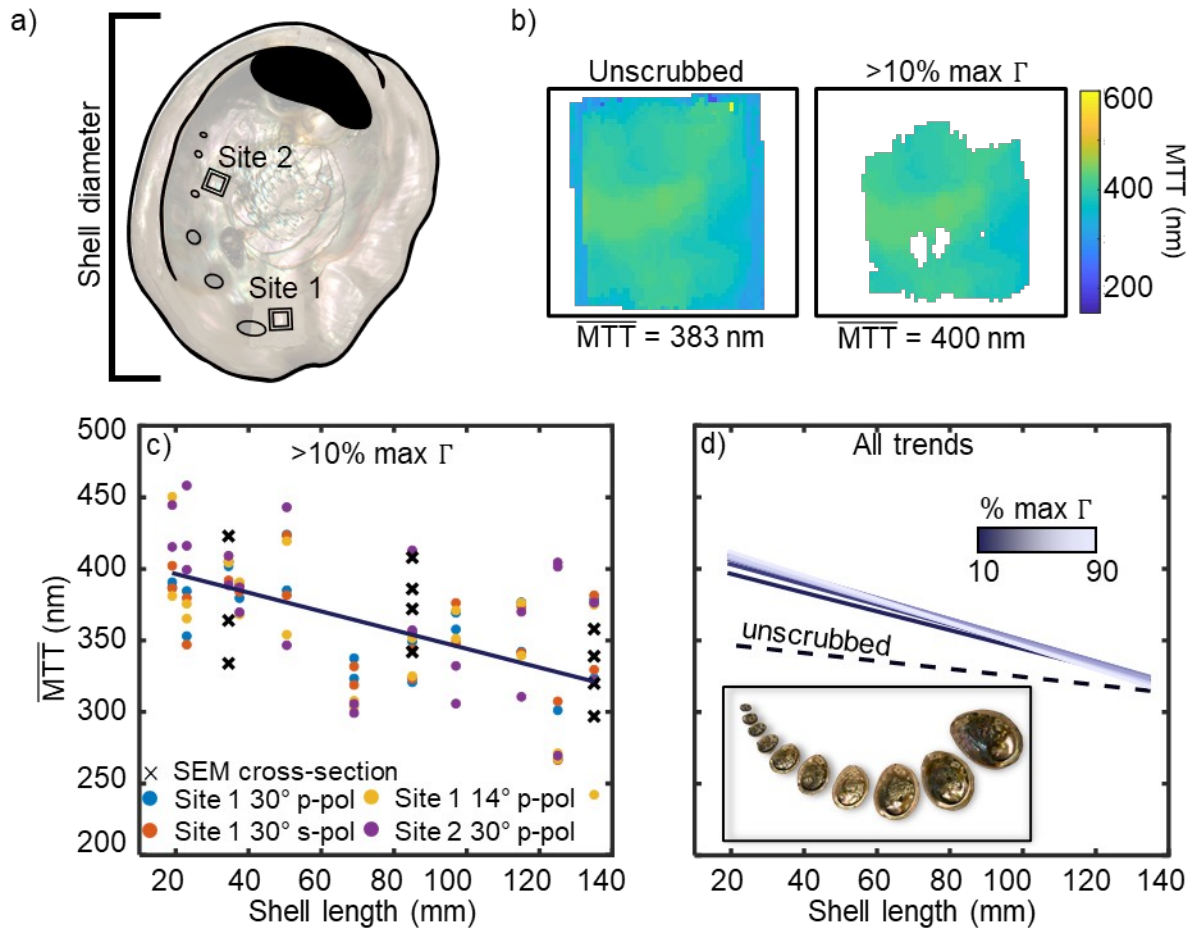 a)
Shell diameter
Site 2
Site 1
b)
Unscrubbed
>10% max Γ
MTT = 383 nm
MTT = 400 nm
600
400
200
MTT (nm)
c)
>10% max Γ
500
450
400
350
300
250
200
MTT (nm)
× SEM cross-section
Site 1 30° p-pol
Site 1 14° p-pol
Site 1 30° s-pol
Site 2 30° p-pol
20 40 60 80 100 120 140
Shell length (mm)
d)
All trends
% max Γ
10 90
unscrubbed
20 40 60 80 100 120 140
Shell length (mm)